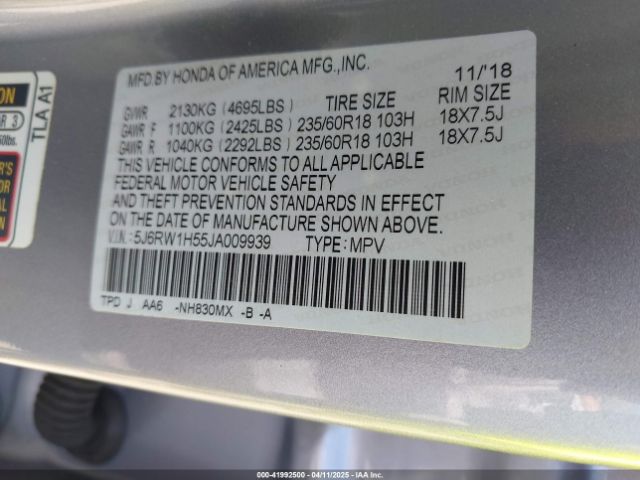 MFD.BY HONDA OF AMERICA MFG.,INC. 11/'18
GVWR 2130KG (4695LBS) TIRE SIZE RIM SIZE
GAWR F 1100KG (2425LBS) 235/60R18 103H 18X7.5J
GAWR R 1040KG (2292LBS) 235/60R18 103H 18X7.5J
THIS VEHICLE CONFORMS TO ALL APPLICABLE
FEDERAL MOTOR VEHICLE SAFETY
AND THEFT PREVENTION STANDARDS IN EFFECT
ON THE DATE OF MANUFACTURE SHOWN ABOVE.
V.I.N.: 5J6RW1H55JA009939 TYPE: MPV
TPD J AA6 -NH830MX -B -A
TLA A1
000-41992500 - 04/11/2025 - IAA, Inc.